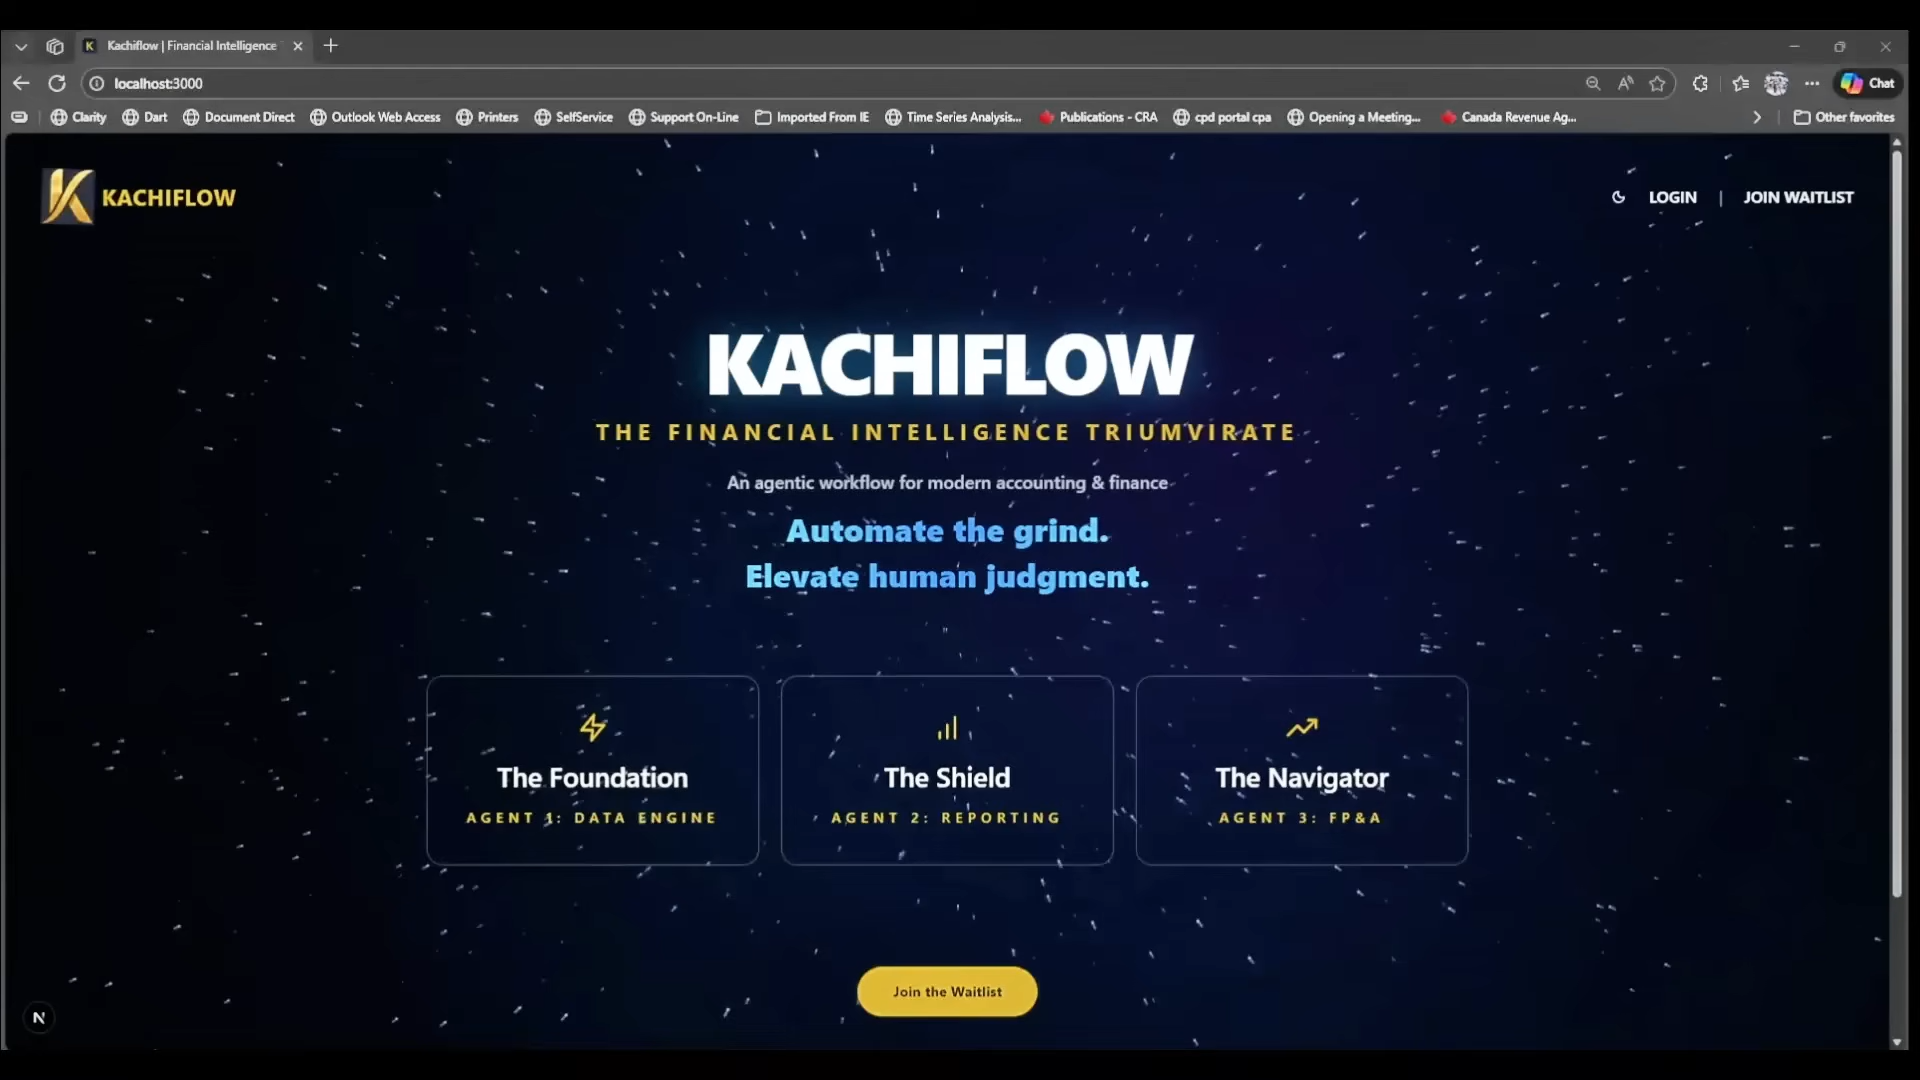 Kachiflow | Financial Intelligence
localhost:3000
Chat
Clarity
Dart
Document Direct
Outlook Web Access
Printers
SelfService
Support On-Line
Imported From IE
Time Series Analysis...
Publications - CRA
cpd portal cpa
Opening a Meeting...
Canada Revenue Ag...
Other favorites
KACHIFLOW
LOGIN | JOIN WAITLIST
KACHIFLOW
THE FINANCIAL INTELLIGENCE TRIUMVIRATE
An agentic workflow for modern accounting & finance
Automate the grind.
Elevate human judgment.
The Foundation
AGENT 1: DATA ENGINE
The Shield
AGENT 2: REPORTING
The Navigator
AGENT 3: FP&A
Join the Waitlist
N